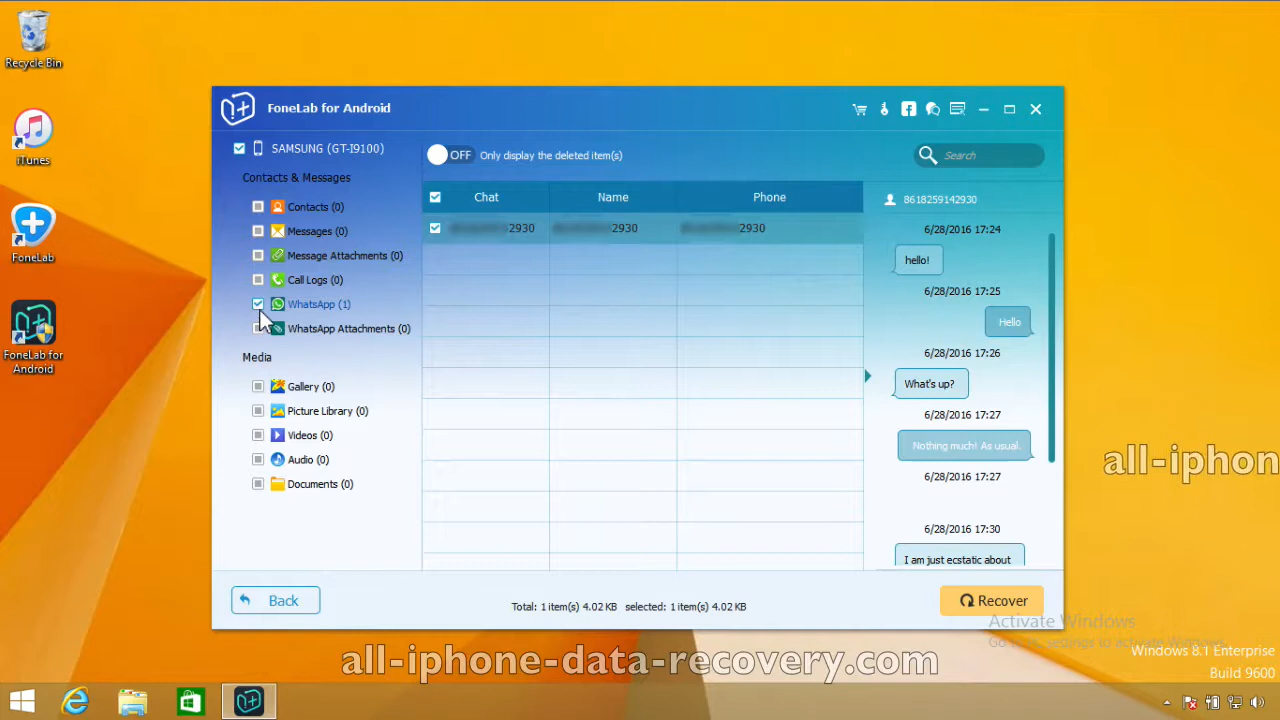 Recycle Bin
iTunes
FoneLab
FoneLab for
Android
FoneLab for Android
SAMSUNG (GT-I9100)
Contacts & Messages
Contacts (0)
Messages (0)
Message Attachments (0)
Call Logs (0)
WhatsApp (1)
WhatsApp Attachments (0)
Media
Gallery (0)
Picture Library (0)
Videos (0)
Audio (0)
Documents (0)
OFF Only display the deleted item(s)
Search
Chat Name Phone
2930 2930 2930
8618259142930
6/28/2016 17:24
hello!
6/28/2016 17:25
Hello
6/28/2016 17:26
What's up?
6/28/2016 17:27
Nothing much! As usual.
6/28/2016 17:27
6/28/2016 17:30
I am just ecstatic about
Back
Total: 1 item(s) 4.02 KB selected: 1 item(s) 4.02 KB
Recover
Activate Windows
to activate Windows.
Windows 8.1 Enterprise
Build 9600
all-iphon
all-iphone-data-recovery.com